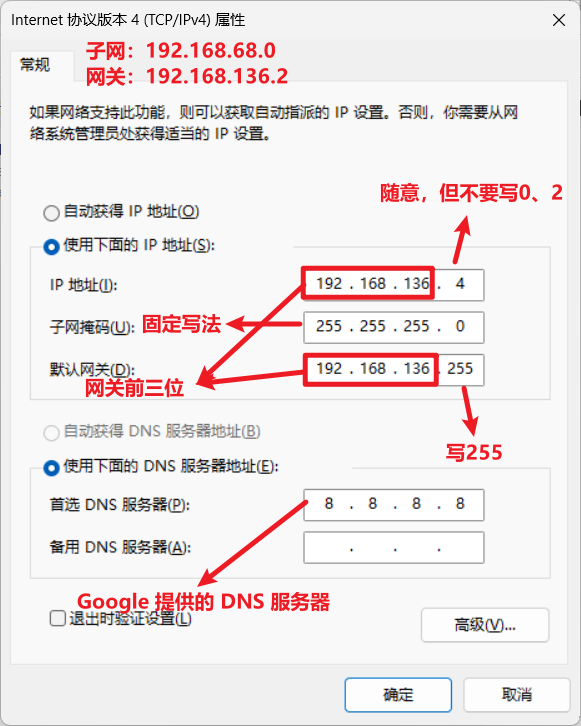 Internet 协议版本 4 (TCP/IPv4) 属性
子网：192.168.68.0
常规
网关：192.168.136.2
如果网络支持此功能，则可以获取自动指派的 IP 设置。否则，你需要从网
络系统管理员处获得适当的 IP 设置。
随意，但不要写0、2
自动获得 IP 地址(O)
使用下面的 IP 地址(S):
IP 地址(I): 192 . 168 . 136 . 4
子网掩码(U): 固定写法 255 . 255 . 255 . 0
默认网关(D): 192 . 168 . 136 . 255
网关前三位
自动获得 DNS 服务器地址(B)
写255
使用下面的 DNS 服务器地址(E):
首选 DNS 服务器(P): 8 . 8 . 8 . 8
备用 DNS 服务器(A): . . .
Google 提供的 DNS 服务器
退出时验证设置(L)
高级(V)...
确定 取消